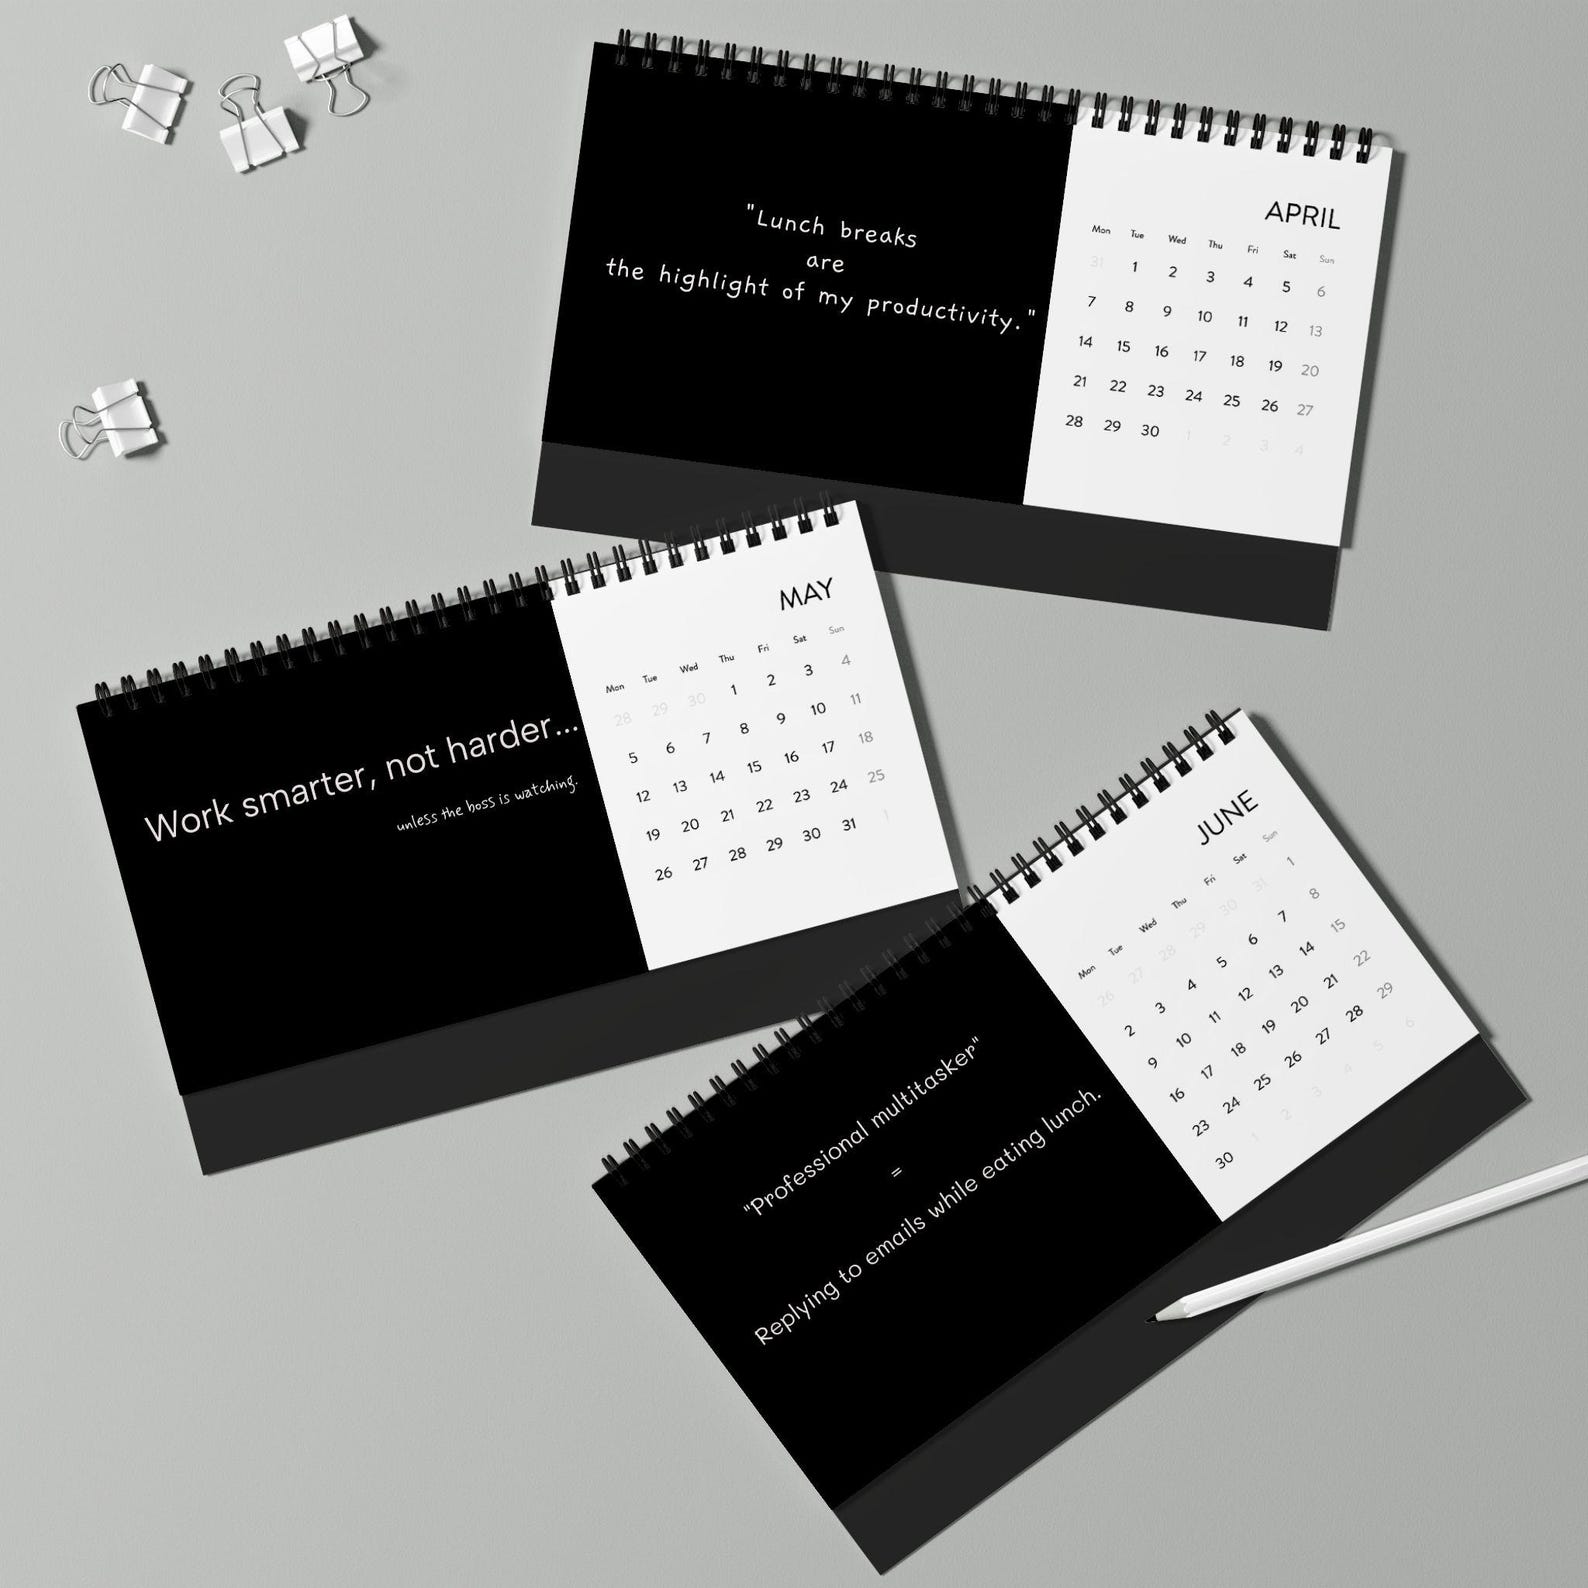 "Lunch breaks
are
the highlight of my productivity."
APRIL
Mon Tue Wed Thu Fri Sat Sun
31 1 2 3 4 5 6
7 8 9 10 11 12 13
14 15 16 17 18 19 20
21 22 23 24 25 26 27
28 29 30 1 2 3 4
Work smarter, not harder...
unless the boss is watching.
MAY
Mon Tue Wed Thu Fri Sat Sun
28 29 30 1 2 3 4
5 6 7 8 9 10 11
12 13 14 15 16 17 18
19 20 21 22 23 24 25
26 27 28 29 30 31 1
"Professional multitasker"
=
Replying to emails while eating lunch.
JUNE
Mon Tue Wed Thu Fri Sat Sun
26 27 28 29 30 31 1
2 3 4 5 6 7 8
9 10 11 12 13 14 15
16 17 18 19 20 21 22
23 24 25 26 27 28 29
30 1 2 3 4 5 6